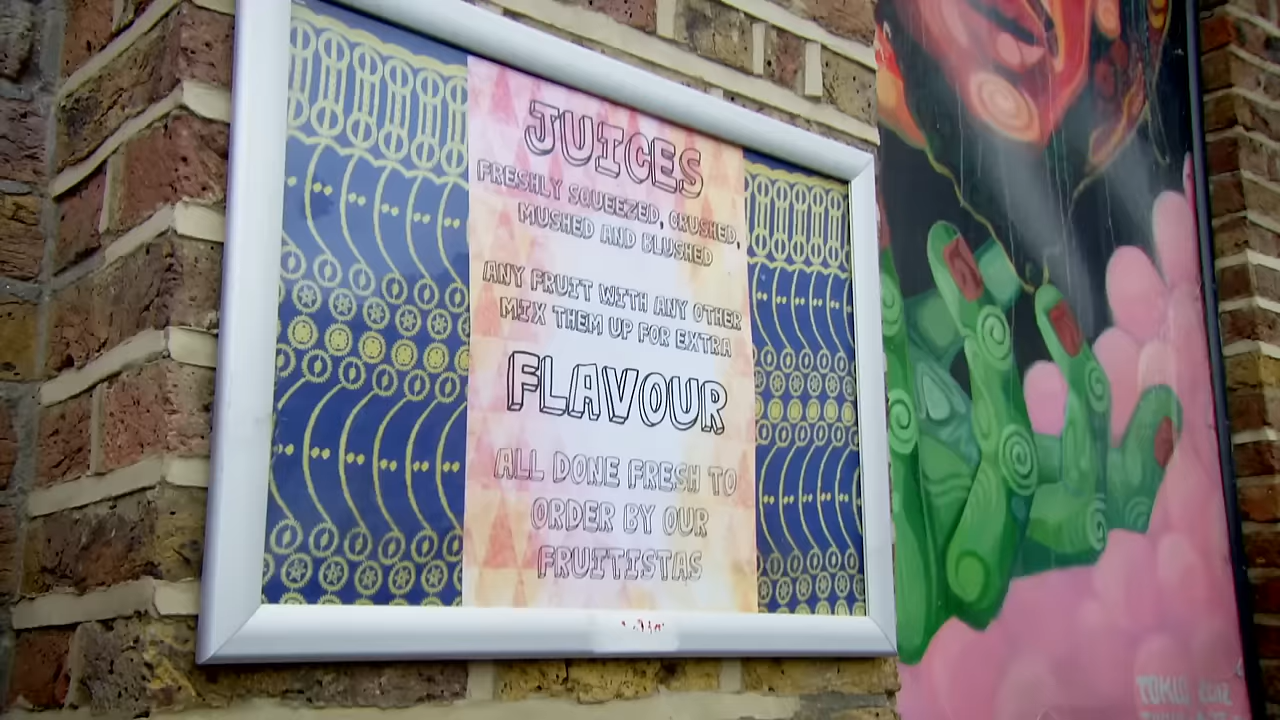 JUICES
FRESHLY SQUEEZED, CRUSHED,
MUSHED AND BLUSHED
ANY FRUIT WITH ANY OTHER
MIX THEM UP FOR EXTRA
FLAVOUR
ALL DONE FRESH TO
ORDER BY OUR
FRUITISTAS